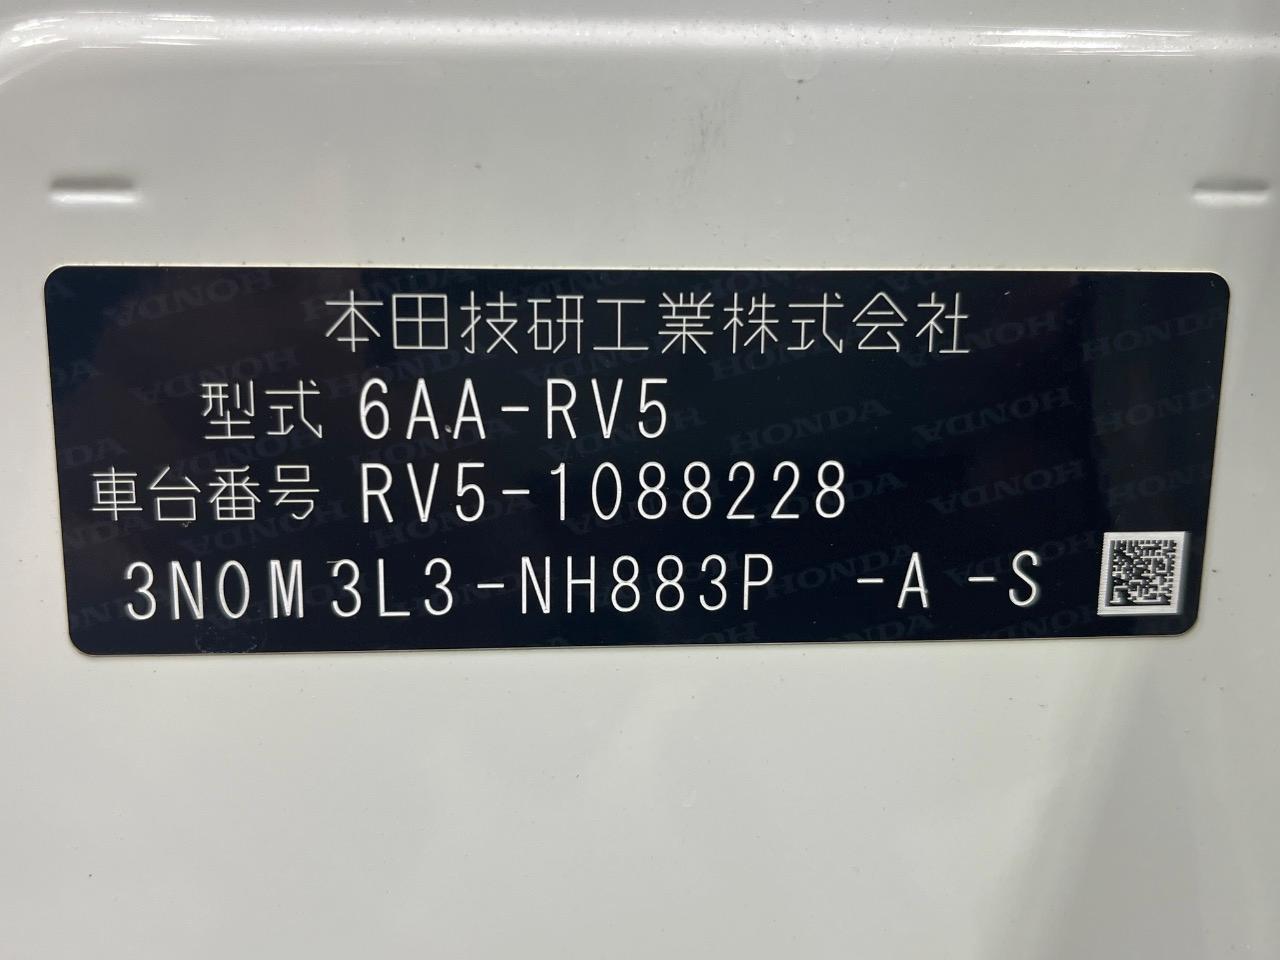 本田技研工業株式会社
型式 6AA-RV5
車台番号 RV5-1088228
3N0M3L3-NH883P -A-S